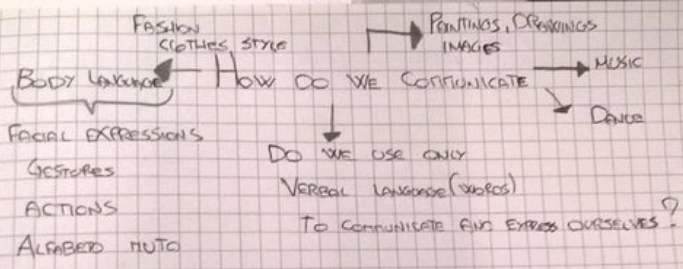 FASHION
CLOTHES, STYLE
PAINTINGS, DRAWINGS
IMAGES
BODY LANGUAGE
HOW DO WE COMMUNICATE
MUSIC
DANCE
FACIAL EXPRESSIONS
GESTURES
ACTIONS
ALFABETO MUTO
DO WE USE ONLY
VERBAL LANGUAGE (WORDS)
TO COMMUNICATE AND EXPRESS OURSELVES?